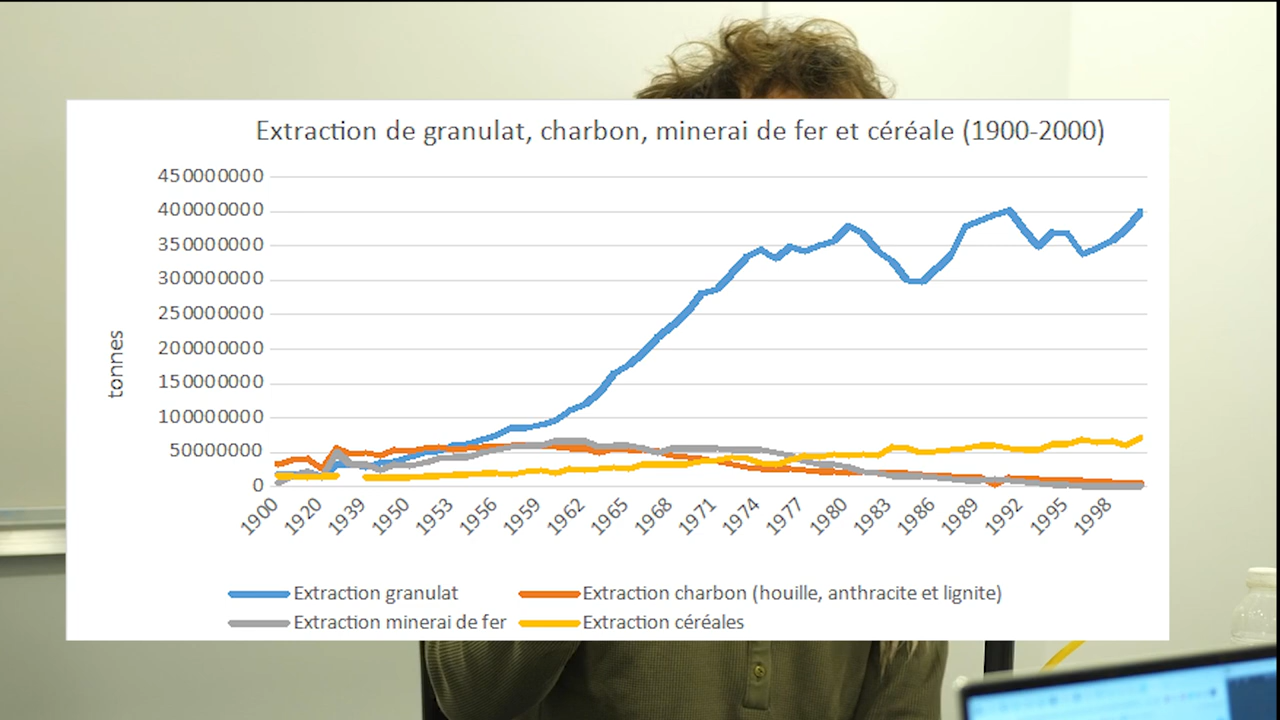 Extraction de granulat, charbon, minerai de fer et céréale (1900-2000)
450000000
400000000
350000000
300000000
250000000
200000000
150000000
100000000
50000000
0
tonnes
1900 1920 1939 1950 1953 1956 1959 1962 1965 1968 1971 1974 1977 1980 1983 1986 1989 1992 1995 1998
Extraction granulat Extraction charbon (houille, anthracite et lignite)
Extraction minerai de fer Extraction céréales